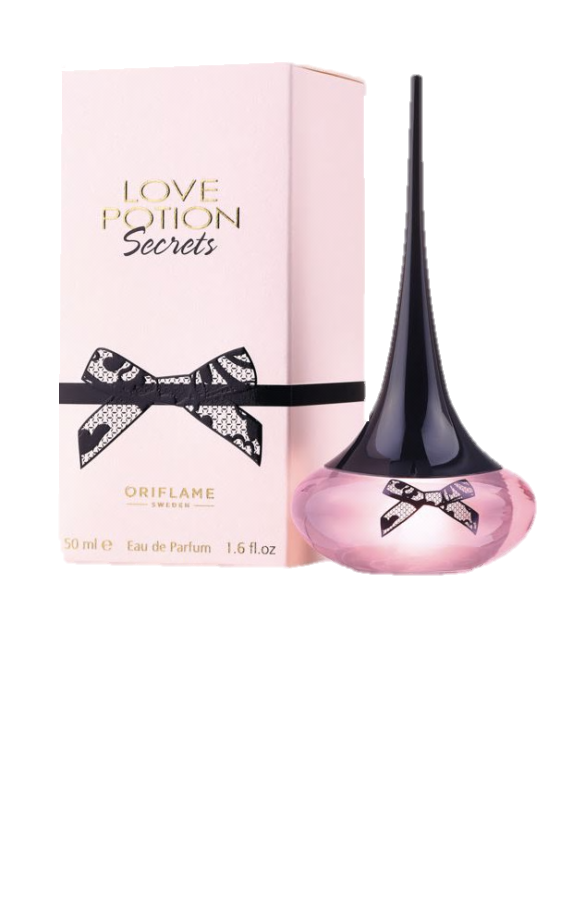 LOVE
POTION
Secrets
ORIFLAME
SWEDEN
50 ml ℮ Eau de Parfum 1.6 fl.oz